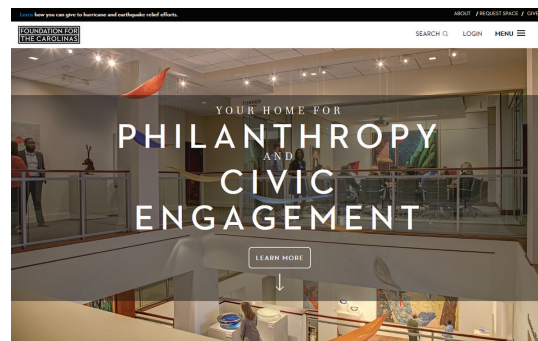 Learn how you can give to hurricane and earthquake relief efforts.
ABOUT / REQUEST SPACE / GIVE
FOUNDATION FOR
THE CAROLINAS
SEARCH LOGIN MENU
YOUR HOME FOR
PHILANTHROPY
AND
CIVIC
ENGAGEMENT
LEARN MORE